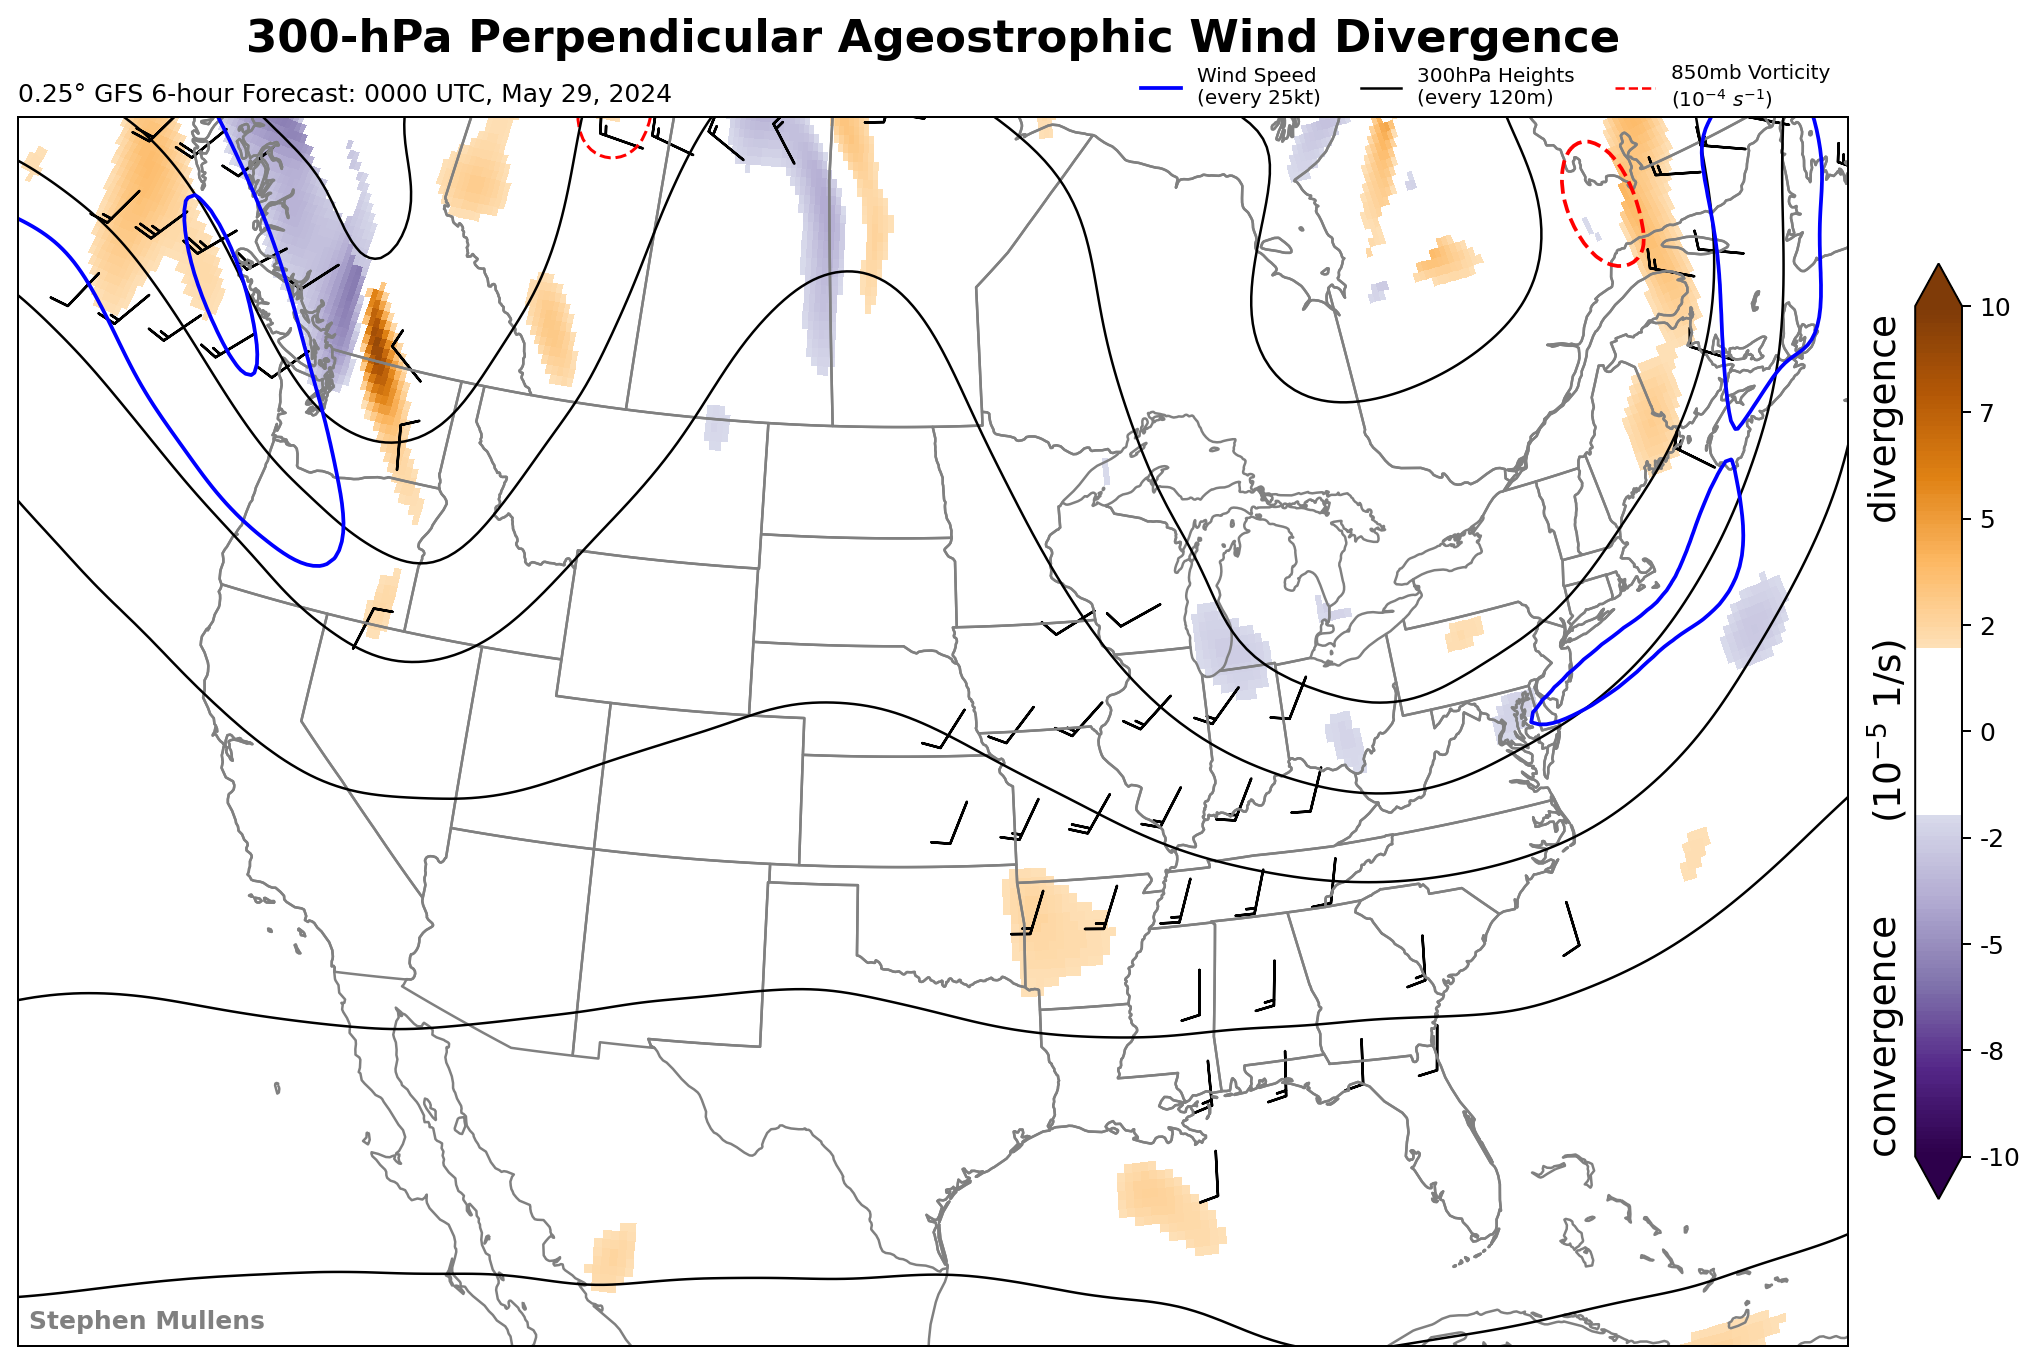 300-hPa Perpendicular Ageostrophic Wind Divergence
0.25° GFS 6-hour Forecast: 0000 UTC, May 29, 2024
Wind Speed
(every 25kt)
300hPa Heights
(every 120m)
850mb Vorticity
(10⁻⁴ s⁻¹)
10
7
5
2
0
-2
-5
-8
-10
convergence (10⁻⁵ 1/s) divergence
Stephen Mullens